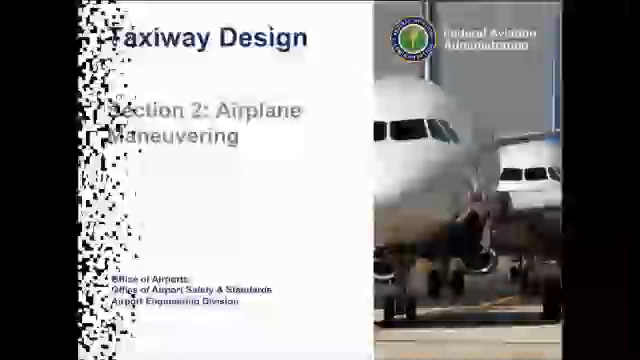 Taxiway Design
Federal Aviation
Administration
Section 2: Airplane
Maneuvering
Office of Airports
Office of Airport Safety & Standards
Airport Engineering Division